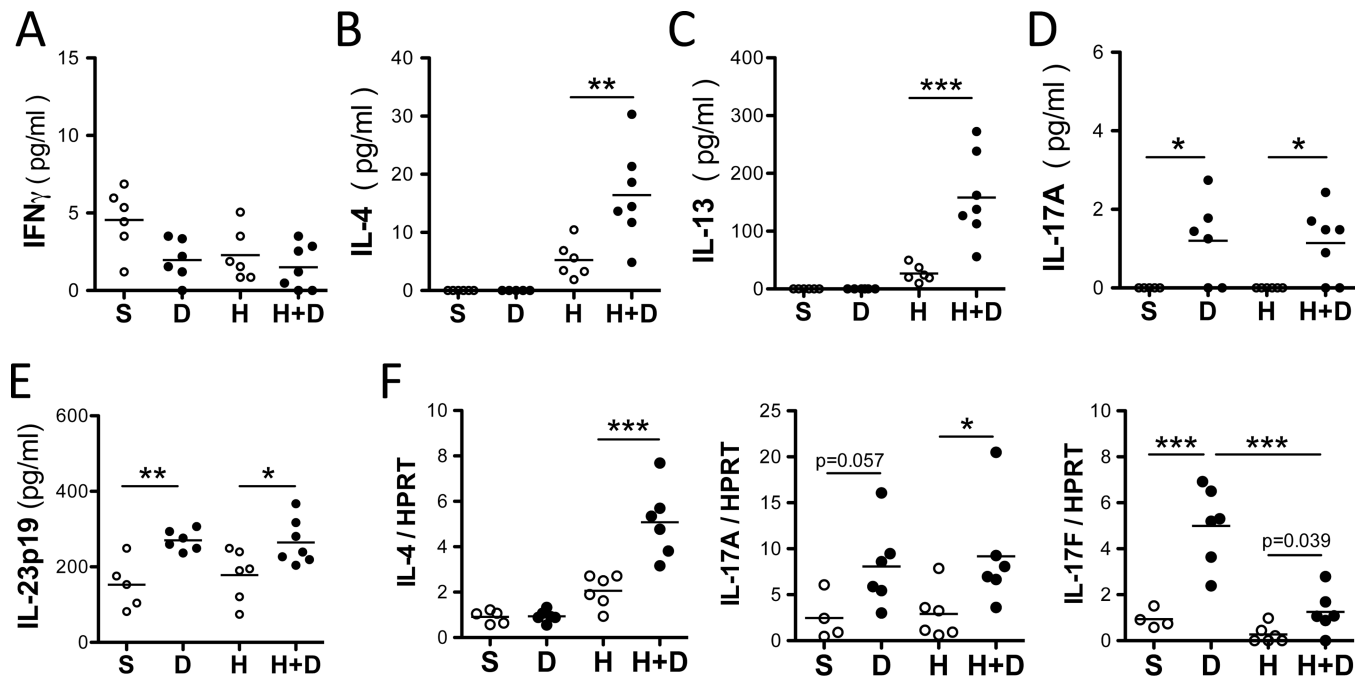 A
IFNγ ( pg/ml )
15
10
5
0
S D H H+D
B
IL-4 ( pg/ml )
40
30
20
10
0
**
S D H H+D
C
IL-13 ( pg/ml )
400
300
200
100
0
***
S D H H+D
D
IL-17A ( pg/ml )
6
4
2
0
* *
S D H H+D
E
IL-23p19 (pg/ml)
600
400
200
0
** *
S D H H+D
F
IL-4 / HPRT
10
8
6
4
2
0
***
S D H H+D
IL-17A / HPRT
25
20
15
10
5
0
p=0.057 *
S D H H+D
IL-17F / HPRT
10
8
6
4
2
0
*** ***
p=0.039
S D H H+D